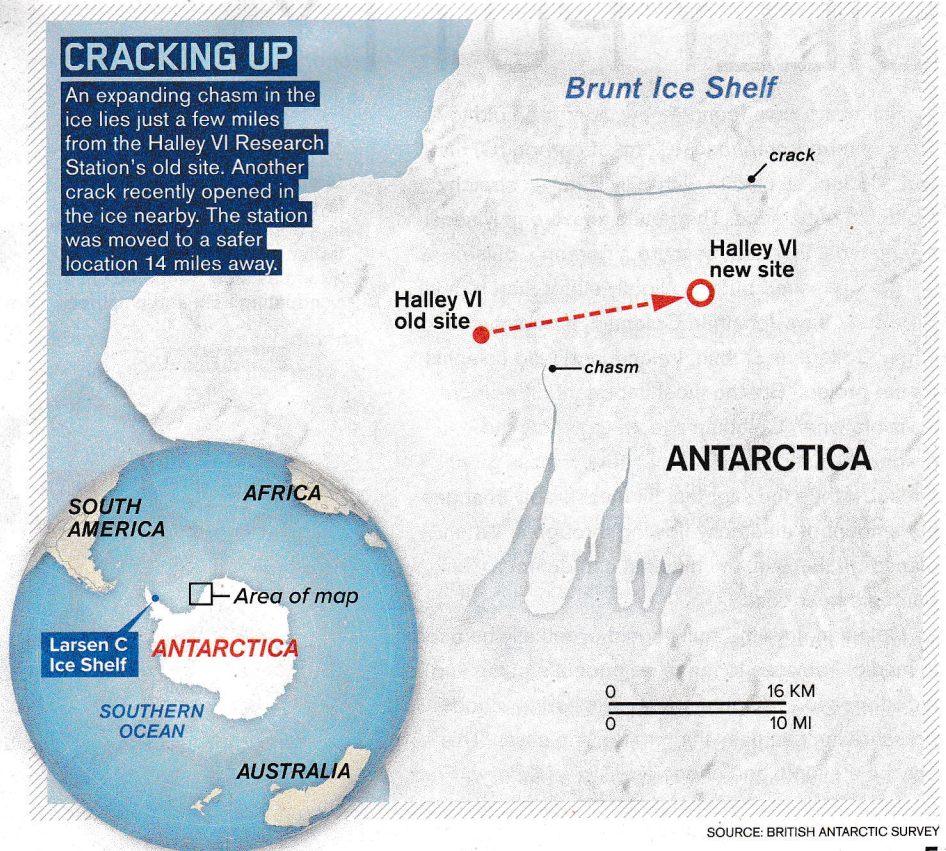 CRACKING UP
An expanding chasm in the
ice lies just a few miles
from the Halley VI Research
Station's old site. Another
crack recently opened in
the ice nearby. The station
was moved to a safer
location 14 miles away.
Brunt Ice Shelf
crack
Halley VI
new site
Halley VI
old site
chasm
ANTARCTICA
SOUTH
AMERICA
AFRICA
Area of map
Larsen C
Ice Shelf
ANTARCTICA
SOUTHERN
OCEAN
AUSTRALIA
0 16 KM
0 10 MI
SOURCE: BRITISH ANTARCTIC SURVEY